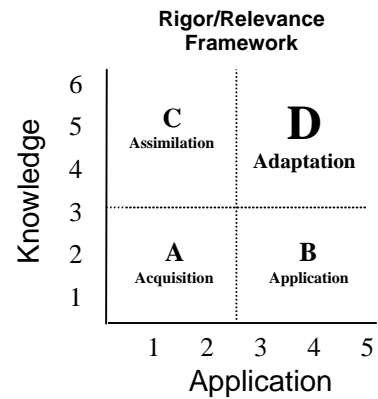 Rigor/Relevance
Framework
Knowledge
6
5
4
3
2
1
C
Assimilation
D
Adaptation
A
Acquisition
B
Application
1 2 3 4 5
Application